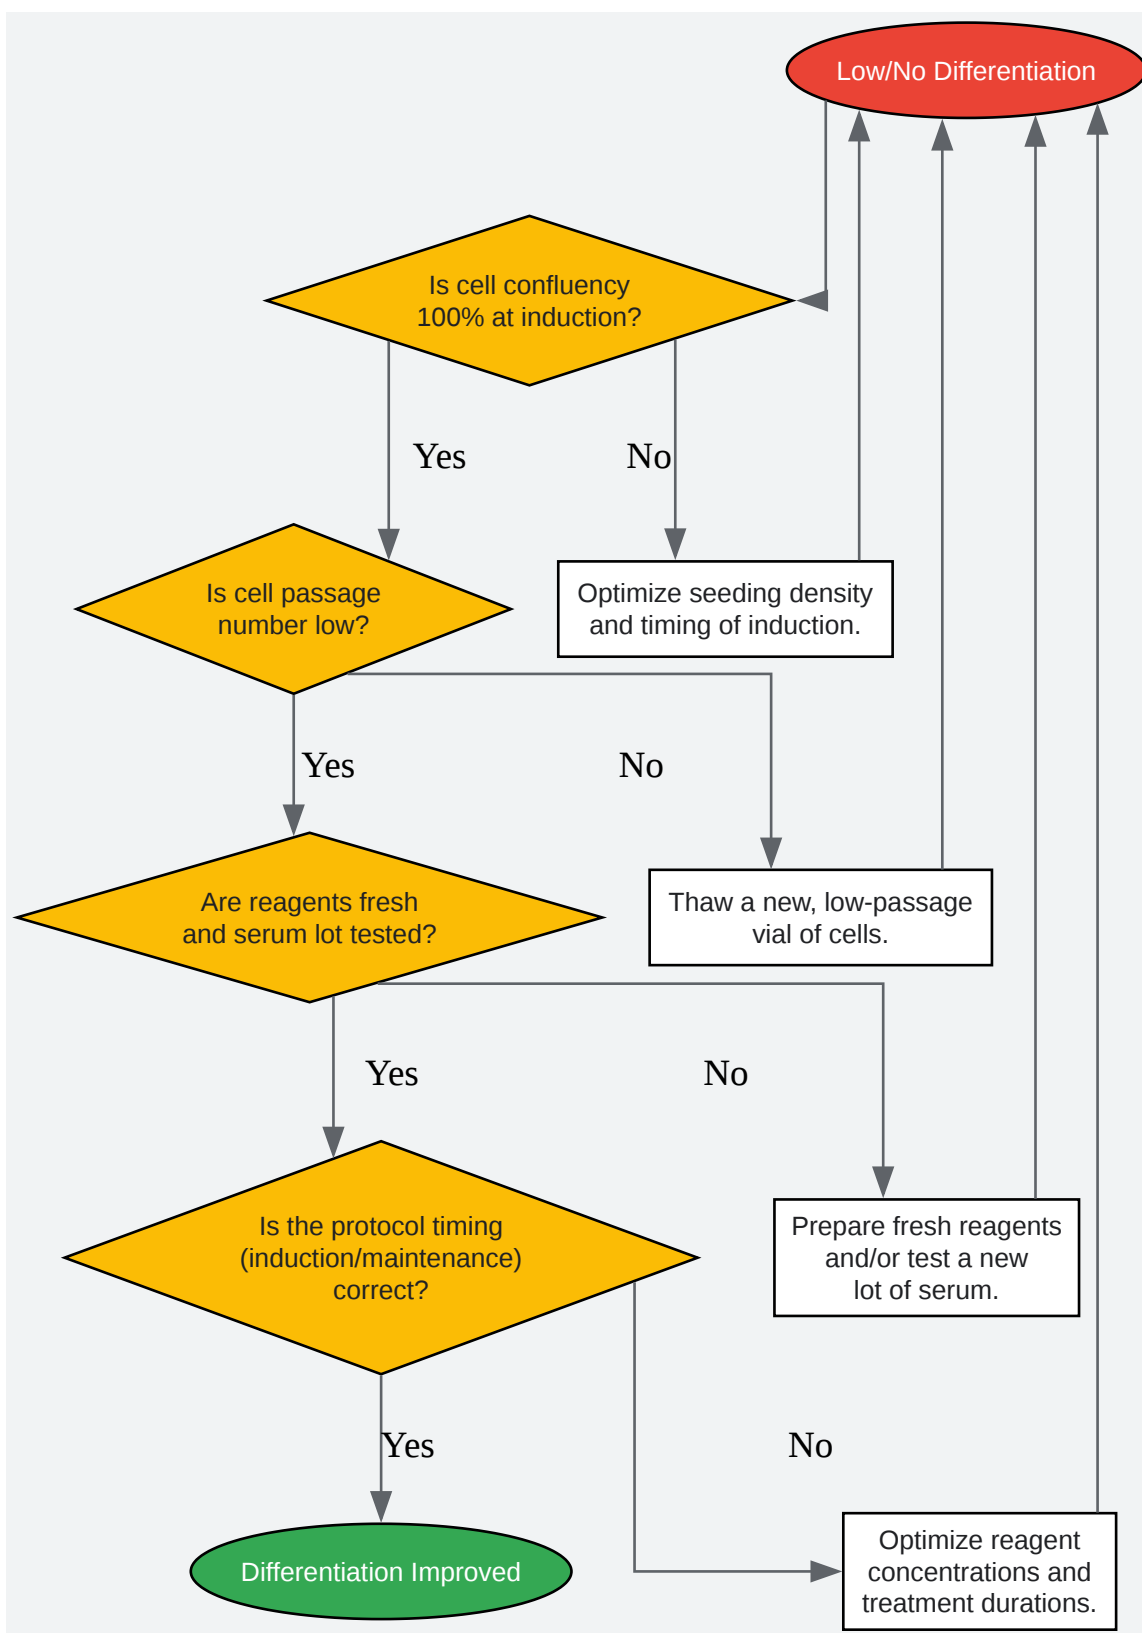 Low/No Differentiation
Is cell confluency
100% at induction?
Yes
No
Is cell passage
number low?
Optimize seeding density
and timing of induction.
Yes
No
Are reagents fresh
and serum lot tested?
Thaw a new, low-passage
vial of cells.
Yes
No
Is the protocol timing
(induction/maintenance)
correct?
Prepare fresh reagents
and/or test a new
lot of serum.
Yes
No
Differentiation Improved
Optimize reagent
concentrations and
treatment durations.